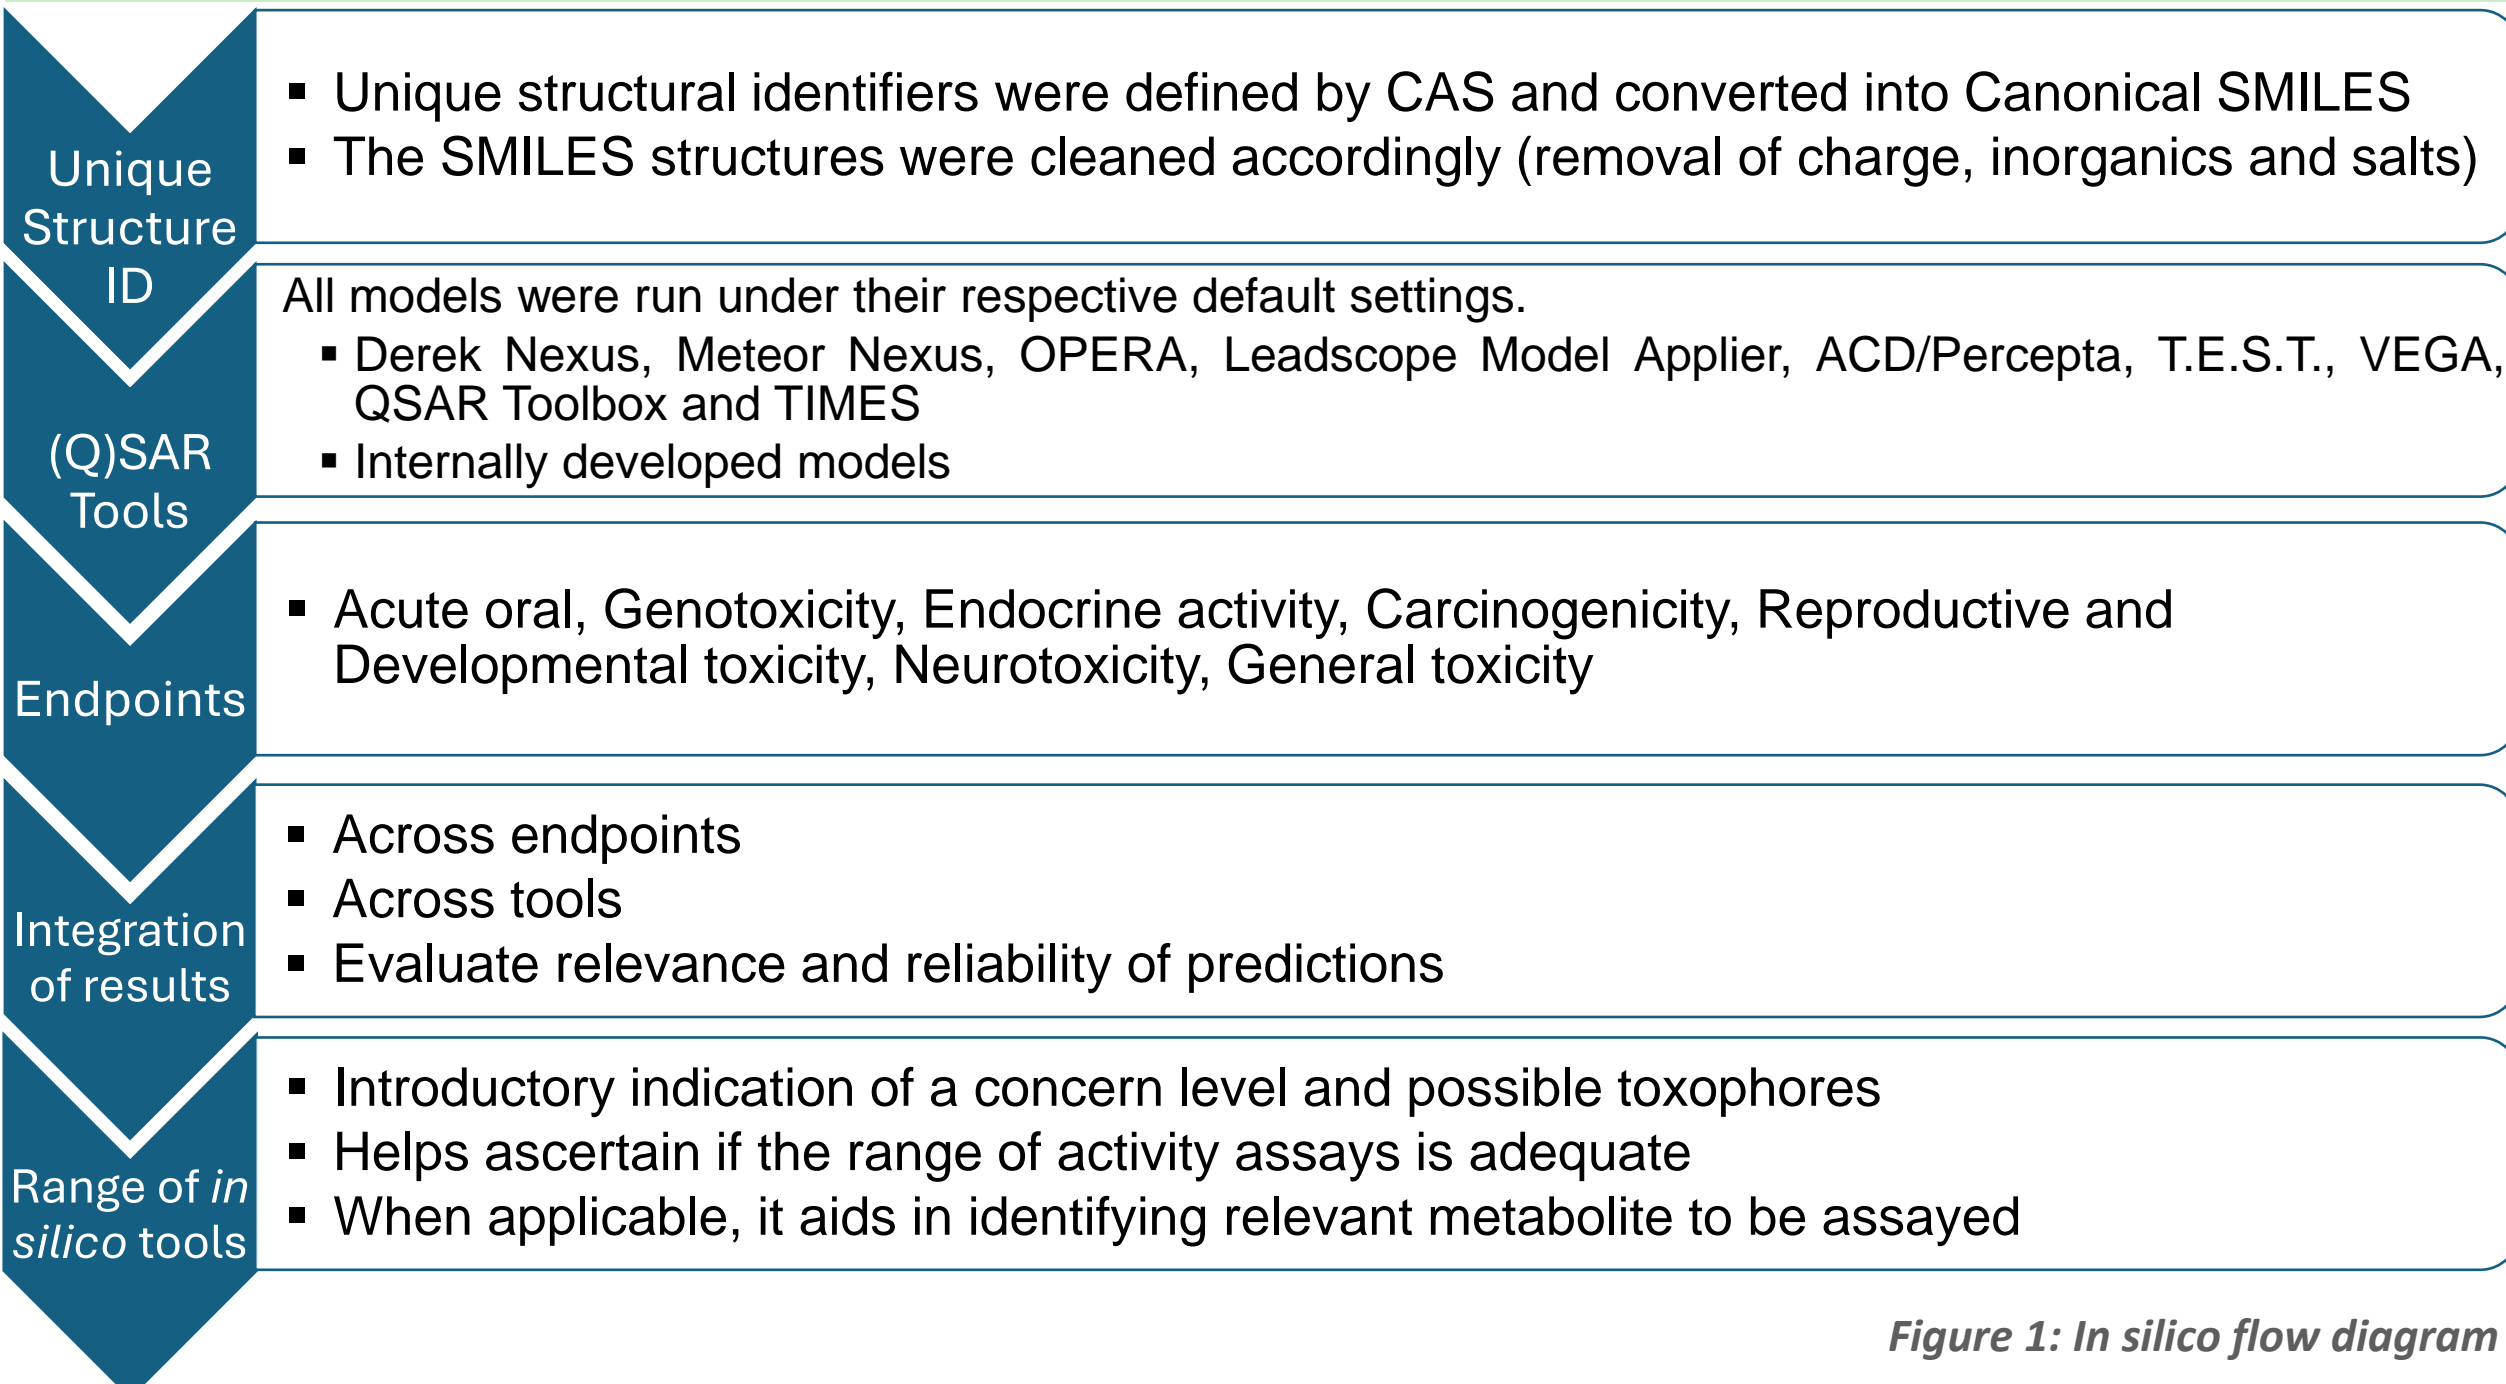 Unique
Structure
ID
▪ Unique structural identifiers were defined by CAS and converted into Canonical SMILES
▪ The SMILES structures were cleaned accordingly (removal of charge, inorganics and salts)
(Q)SAR
Tools
All models were run under their respective default settings.
▪ Derek Nexus, Meteor Nexus, OPERA, Leadscope Model Applier, ACD/Percepta, T.E.S.T., VEGA,
QSAR Toolbox and TIMES
▪ Internally developed models
Endpoints
▪ Acute oral, Genotoxicity, Endocrine activity, Carcinogenicity, Reproductive and
Developmental toxicity, Neurotoxicity, General toxicity
Integration
of results
▪ Across endpoints
▪ Across tools
▪ Evaluate relevance and reliability of predictions
Range of in
silico tools
▪ Introductory indication of a concern level and possible toxophores
▪ Helps ascertain if the range of activity assays is adequate
▪ When applicable, it aids in identifying relevant metabolite to be assayed
Figure 1: In silico flow diagram